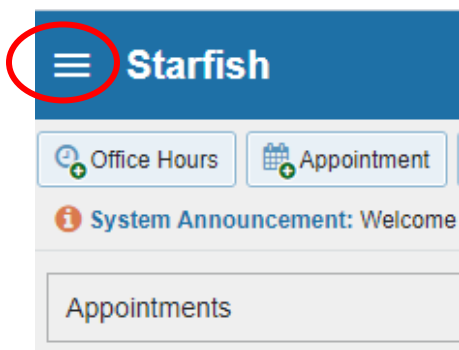 Starfish
Office Hours Appointment
System Announcement: Welcome
Appointments